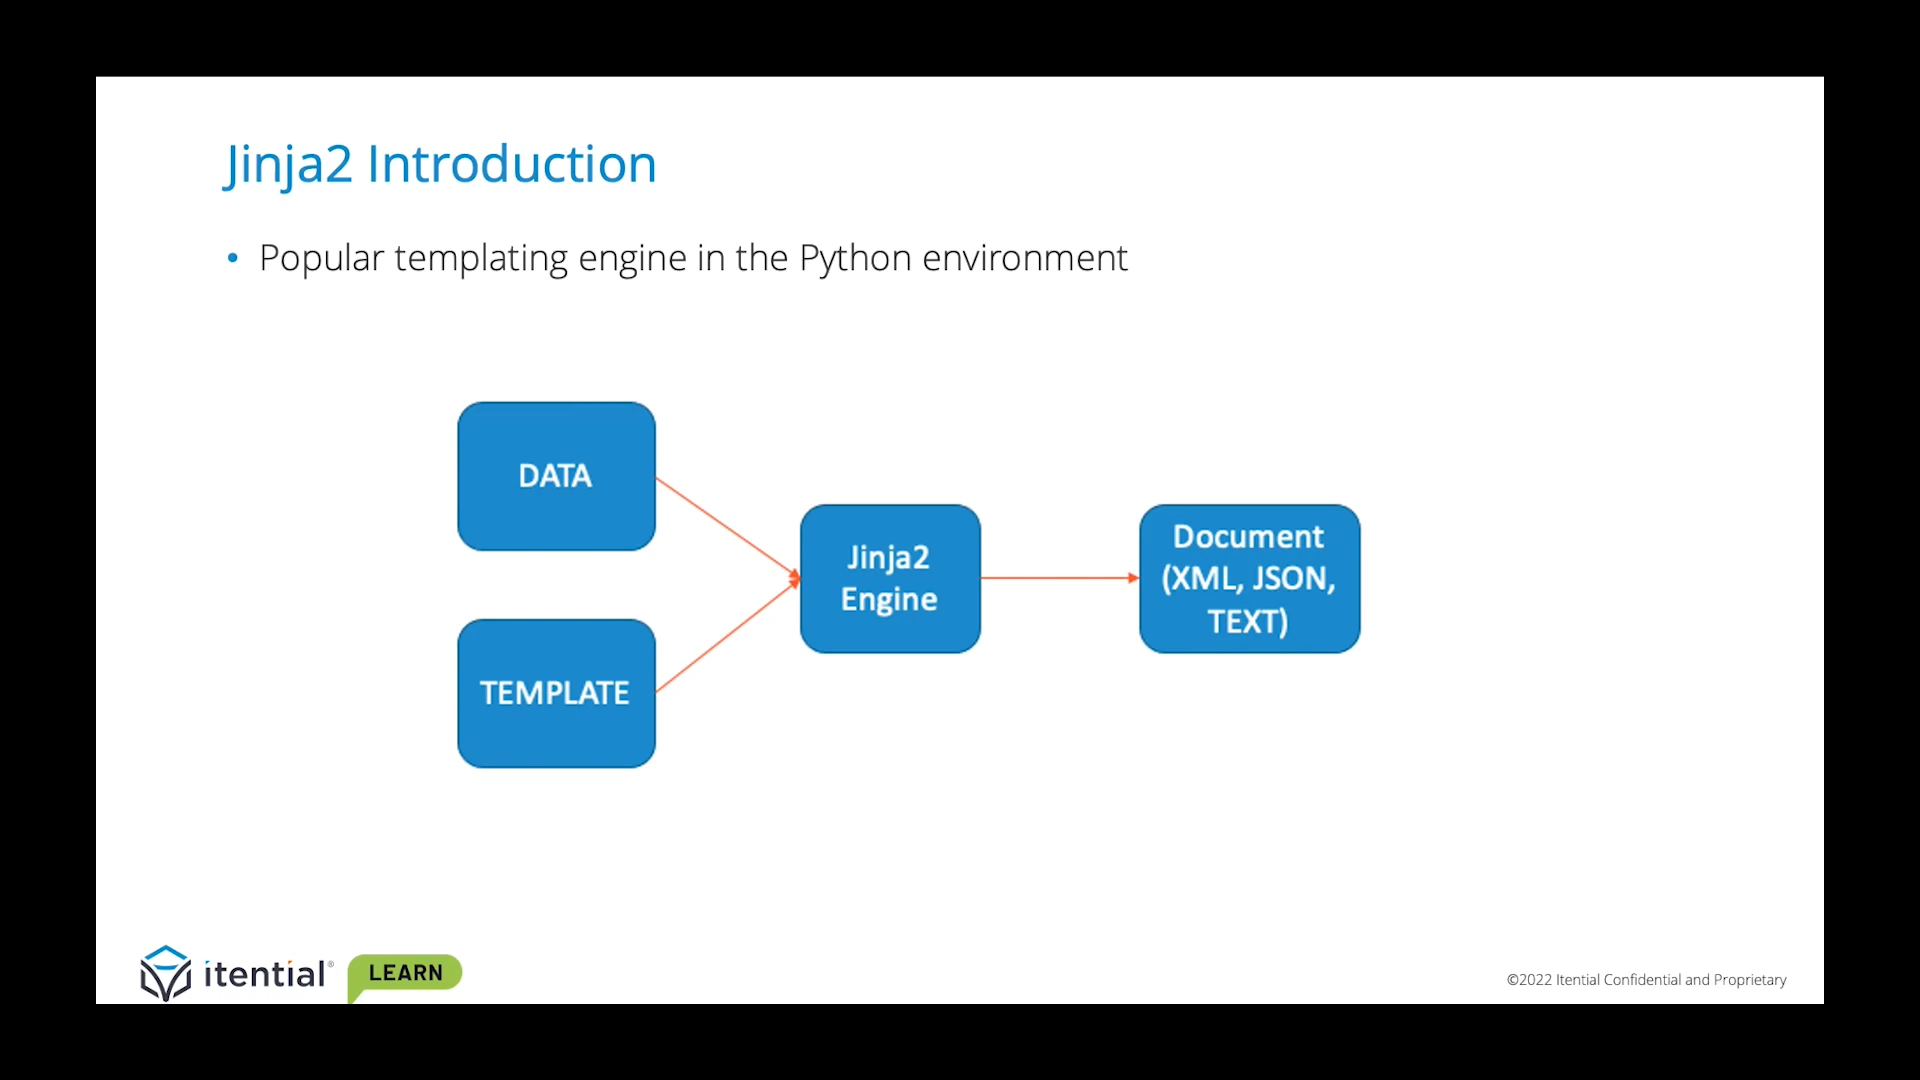 Jinja2 Introduction
• Popular templating engine in the Python environment
DATA
TEMPLATE
Jinja2
Engine
Document
(XML, JSON,
TEXT)
itential®
LEARN
©2022 Itential Confidential and Proprietary